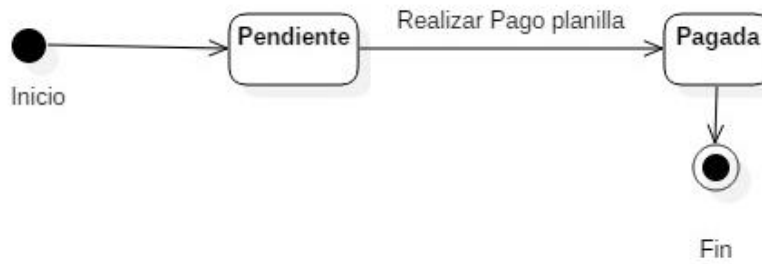 Realizar Pago planilla
Pendiente
Pagada
Inicio
Fin